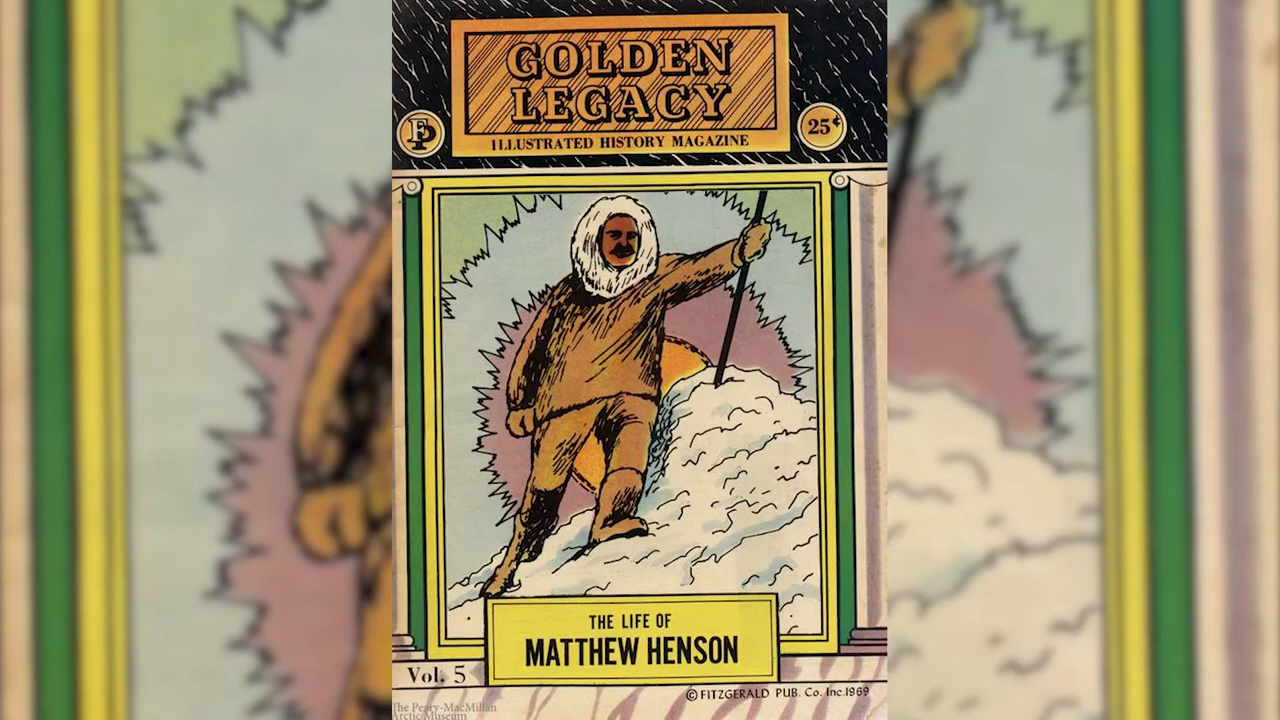 GOLDEN
LEGACY
FP
25¢
ILLUSTRATED HISTORY MAGAZINE
THE LIFE OF
MATTHEW HENSON
Vol. 5
© FITZGERALD PUB. Co. Inc. 1969
The Peary-MacMillan
Arctic Museum